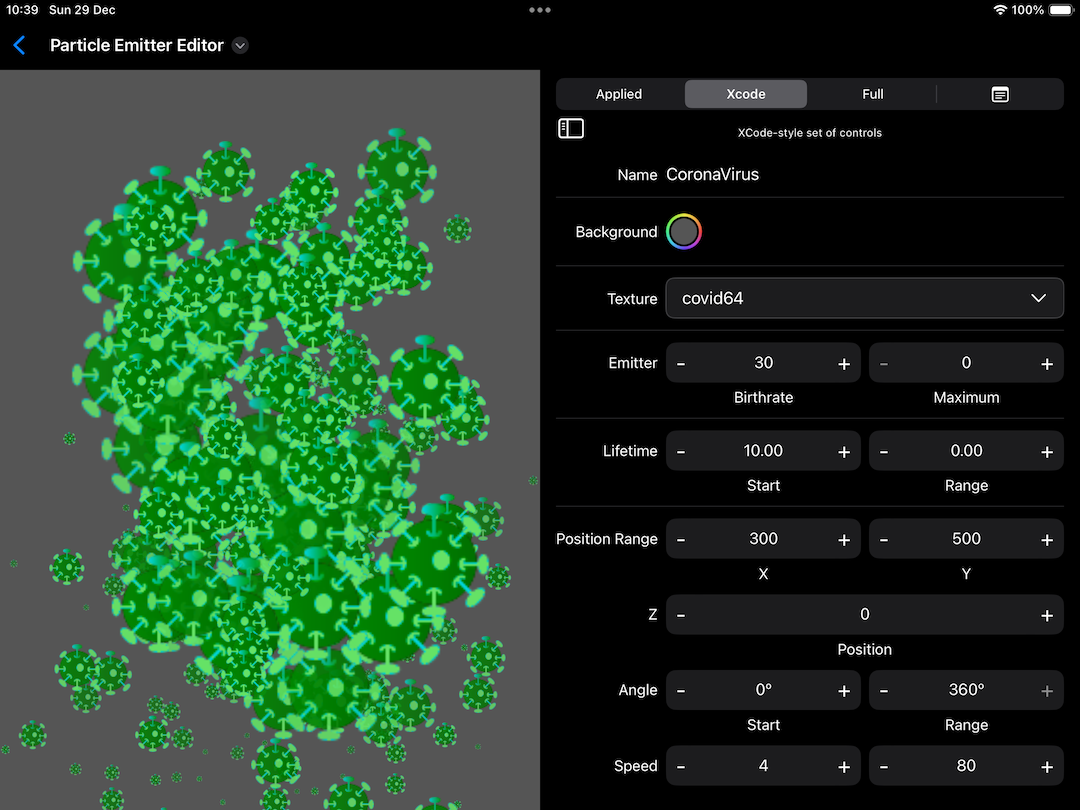 10:39 Sun 29 Dec
100%
Particle Emitter Editor
Applied Xcode Full
XCode-style set of controls
Name CoronaVirus
Background
Texture covid64
Emitter - 30 + - 0 +
Birthrate Maximum
Lifetime - 10.00 + - 0.00 +
Start Range
Position Range - 300 + - 500 +
X Y
Z - 0 +
Position
Angle - 0° + - 360° +
Start Range
Speed - 4 + - 80 +